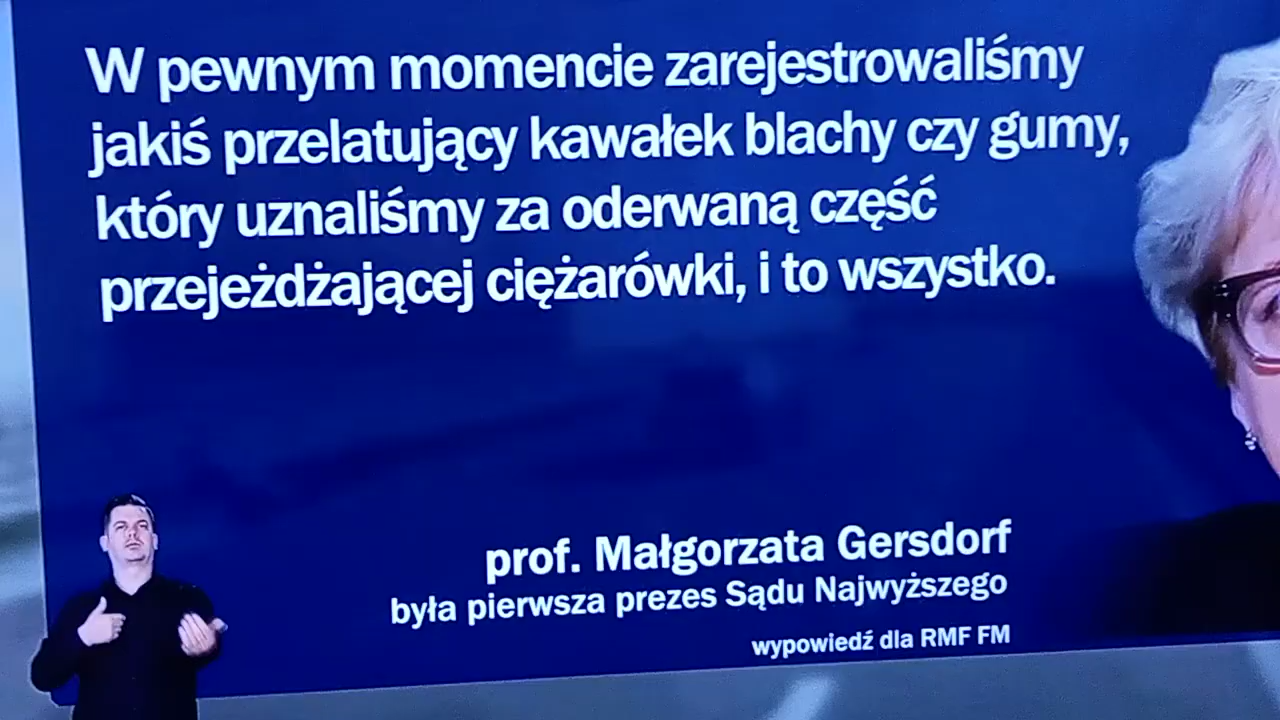 W pewnym momencie zarejestrowaliśmy
jakiś przelatujący kawałek blachy czy gumy,
który uznaliśmy za oderwaną część
przejeżdżającej ciężarówki, i to wszystko.
prof. Małgorzata Gersdorf
była pierwsza prezes Sądu Najwyższego
wypowiedź dla RMF FM